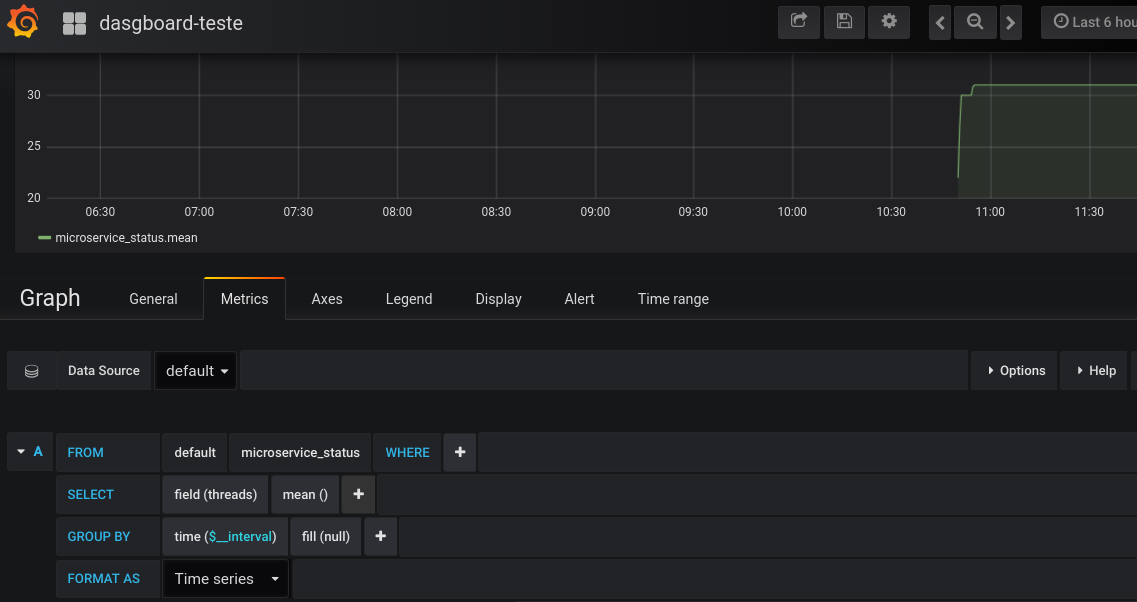 dasgboard-teste
Last 6 hou
30
25
20
06:30 07:00 07:30 08:00 08:30 09:00 09:30 10:00 10:30 11:00 11:30
microservice_status.mean
Graph General Metrics Axes Legend Display Alert Time range
Data Source default Options Help
A FROM default microservice_status WHERE +
SELECT field (threads) mean () +
GROUP BY time ($__interval) fill (null) +
FORMAT AS Time series